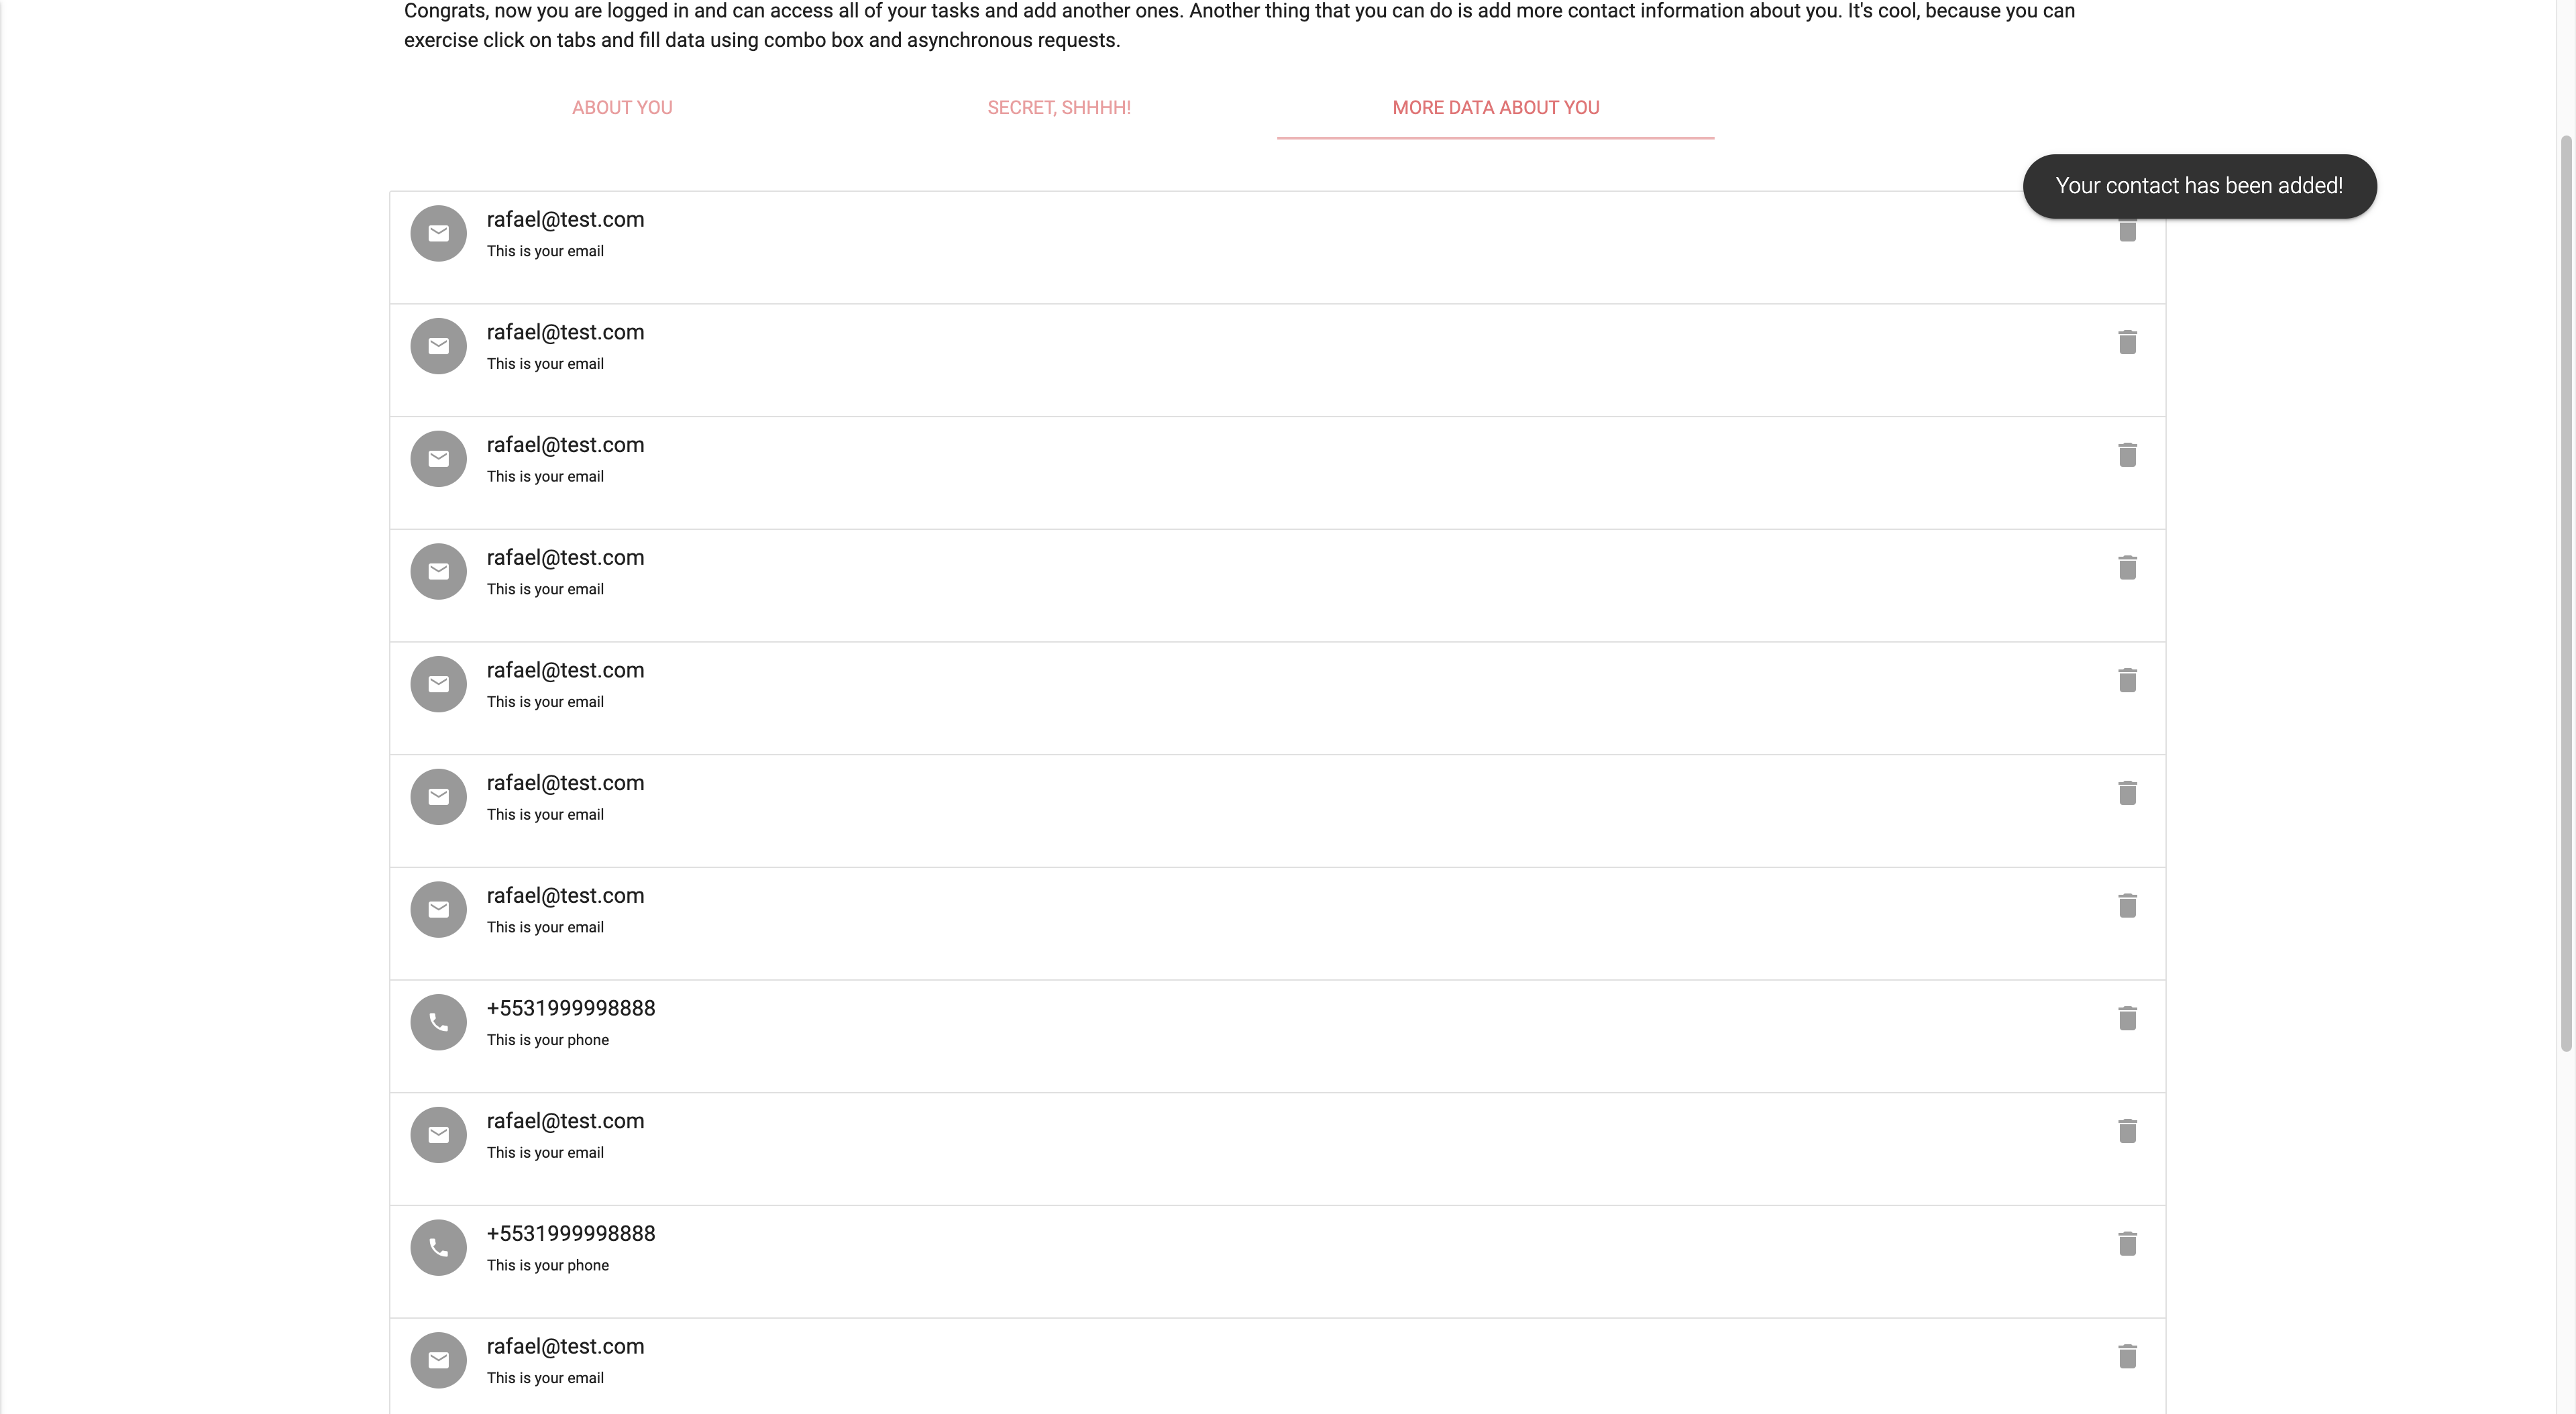 Congrats, now you are logged in and can access all of your tasks and add another ones. Another thing that you can do is add more contact information about you. It's cool, because you can
exercise click on tabs and fill data using combo box and asynchronous requests.
ABOUT YOU
SECRET, SHHHH!
MORE DATA ABOUT YOU
Your contact has been added!
rafael@test.com
This is your email
rafael@test.com
This is your email
rafael@test.com
This is your email
rafael@test.com
This is your email
rafael@test.com
This is your email
rafael@test.com
This is your email
rafael@test.com
This is your email
+5531999998888
This is your phone
rafael@test.com
This is your email
+5531999998888
This is your phone
rafael@test.com
This is your email